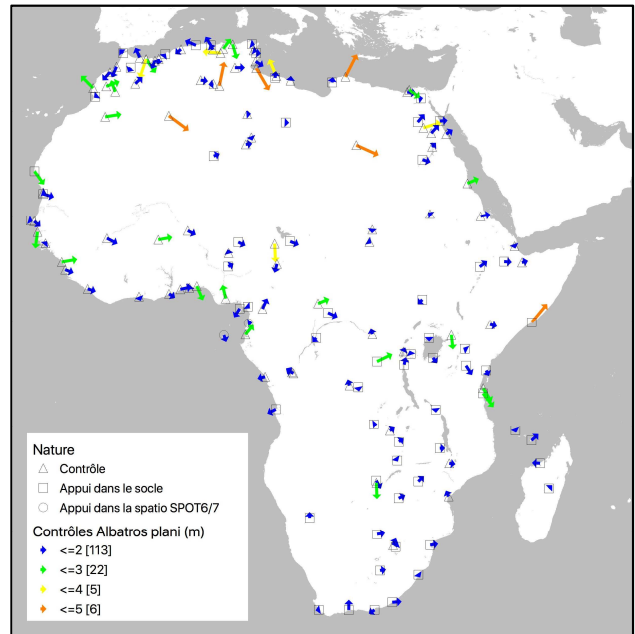 Nature
Contrôle
Appui dans le socle
Appui dans la spatio SPOT6/7
Contrôles Albatros plani (m)
<=2 [113]
<=3 [22]
<=4 [5]
<=5 [6]